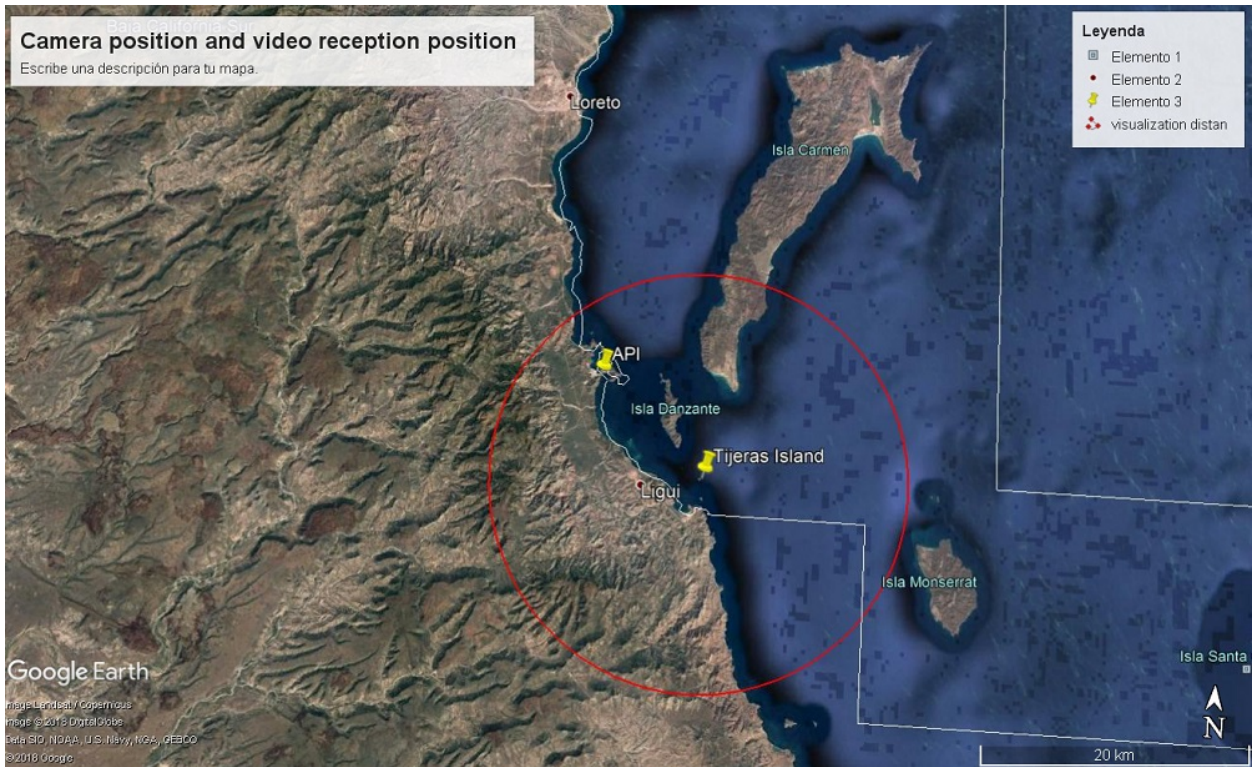 Baja California Sur
Camera position and video reception position
Escribe una descripción para tu mapa.
Leyenda
Elemento 1
Elemento 2
Elemento 3
visualization distan
Loreto
Isla Carmen
API
Isla Danzante
Tijeras Island
Ligui
Isla Monserrat
Isla Santa
Google Earth
Image Landsat / Copernicus
Image © 2018 DigitalGlobe
Data SIO, NOAA, U.S. Navy, NGA, GEBCO
©2018 Google
N
20 km